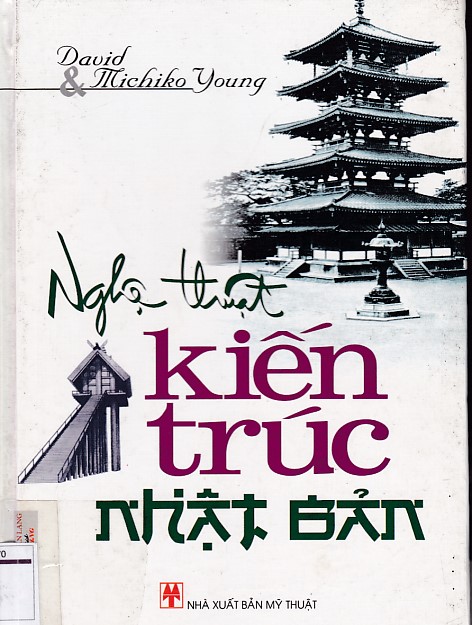 David
& Michiko Young
Nghệ thuật
kiến
trúc
NHẬT BẢN
NHÀ XUẤT BẢN MỸ THUẬT